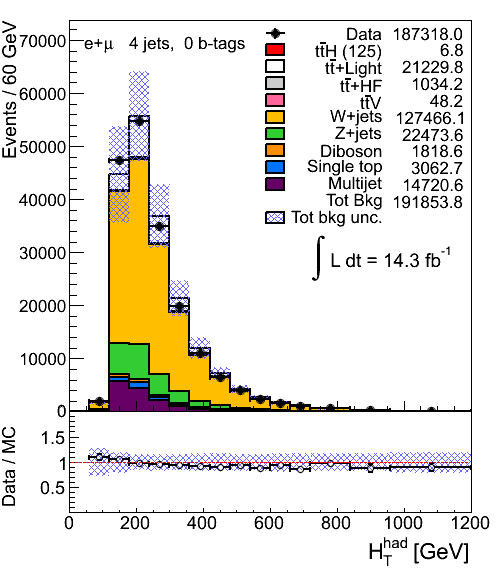 e+μ 4 jets, 0 b-tags
Data 187318.0
tt̄H (125) 6.8
tt̄+Light 21229.8
tt̄+HF 1034.2
tt̄V 48.2
W+jets 127466.1
Z+jets 22473.6
Diboson 1818.6
Single top 3062.7
Multijet 14720.6
Tot Bkg 191853.8
Tot bkg unc.
∫ L dt = 14.3 fb⁻¹
Events / 60 GeV
70000
60000
50000
40000
30000
20000
10000
0
Data / MC
1.5
1
0.5
0 200 400 600 800 1000 1200
H_T^had [GeV]